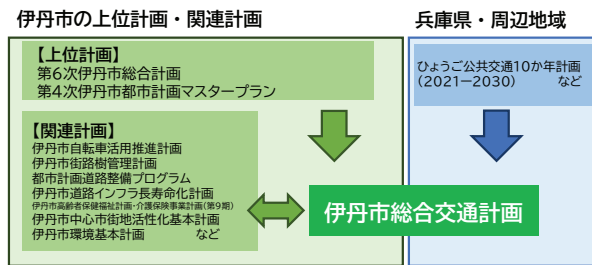 伊丹市の上位計画・関連計画
兵庫県・周辺地域
【上位計画】
第6次伊丹市総合計画
第4次伊丹市都市計画マスタープラン
ひょうご公共交通10か年計画
(2021ー2030) など
【関連計画】
伊丹市自転車活用推進計画
伊丹市街路樹管理計画
都市計画道路整備プログラム
伊丹市道路インフラ長寿命化計画
伊丹市高齢者保健福祉計画・介護保険事業計画(第9期)
伊丹市中心市街地活性化基本計画
伊丹市環境基本計画 など
伊丹市総合交通計画